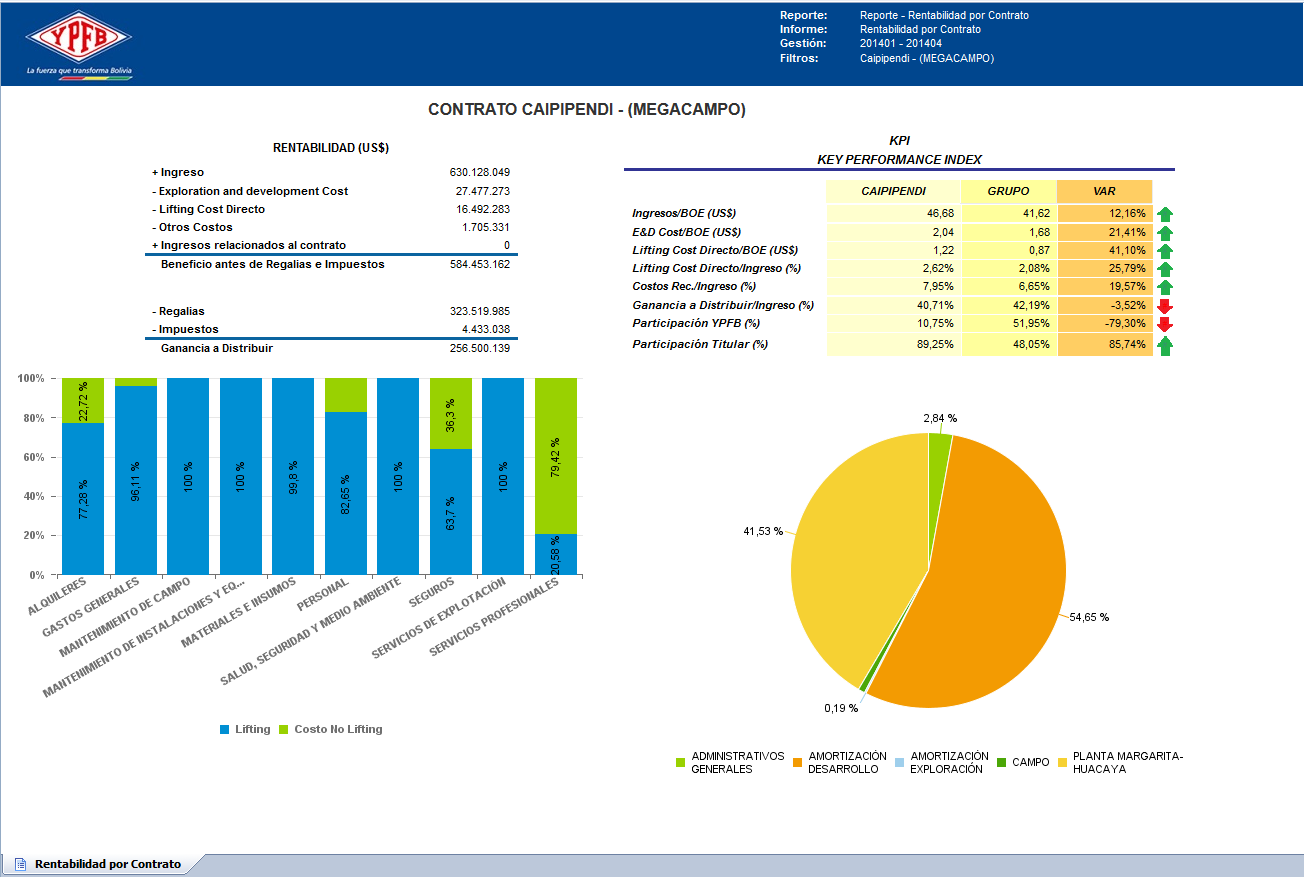 YPFB
La fuerza que transforma Bolivia
Reporte: Reporte - Rentabilidad por Contrato
Informe: Rentabilidad por Contrato
Gestión: 201401 - 201404
Filtros: Caipipendi - (MEGACAMPO)
CONTRATO CAIPIPENDI - (MEGACAMPO)
RENTABILIDAD (US$)
+ Ingreso 630.128.049
- Exploration and development Cost 27.477.273
- Lifting Cost Directo 16.492.283
- Otros Costos 1.705.331
+ Ingresos relacionados al contrato 0
Beneficio antes de Regalias e Impuestos 584.453.162
- Regalias 323.519.985
- Impuestos 4.433.038
Ganancia a Distribuir 256.500.139
KPI
KEY PERFORMANCE INDEX
CAIPIPENDI GRUPO VAR
Ingresos/BOE (US$) 46,68 41,62 12,16%
E&D Cost/BOE (US$) 2,04 1,68 21,41%
Lifting Cost Directo/BOE (US$) 1,22 0,87 41,10%
Lifting Cost Directo/Ingreso (%) 2,62% 2,08% 25,79%
Costos Rec./Ingreso (%) 7,95% 6,65% 19,57%
Ganancia a Distribuir/Ingreso (%) 40,71% 42,19% -3,52%
Participación YPFB (%) 10,75% 51,95% -79,30%
Participación Titular (%) 89,25% 48,05% 85,74%
100%
80%
60%
40%
20%
0%
22,72 %
77,28 %
96,11 %
100 %
100 %
99,8 %
82,65 %
100 %
36,3 %
63,7 %
100 %
79,42 %
20,58 %
ALQUILERES
GASTOS GENERALES
MANTENIMIENTO DE CAMPO
MANTENIMIENTO DE INSTALACIONES Y EQ...
MATERIALES E INSUMOS
PERSONAL
SALUD, SEGURIDAD Y MEDIO AMBIENTE
SEGUROS
SERVICIOS DE EXPLOTACIÓN
SERVICIOS PROFESIONALES
Lifting Costo No Lifting
2,84 %
41,53 %
54,65 %
0,19 %
ADMINISTRATIVOS GENERALES
AMORTIZACIÓN DESARROLLO
AMORTIZACIÓN EXPLORACIÓN
CAMPO
PLANTA MARGARITA-
HUACAYA
Rentabilidad por Contrato